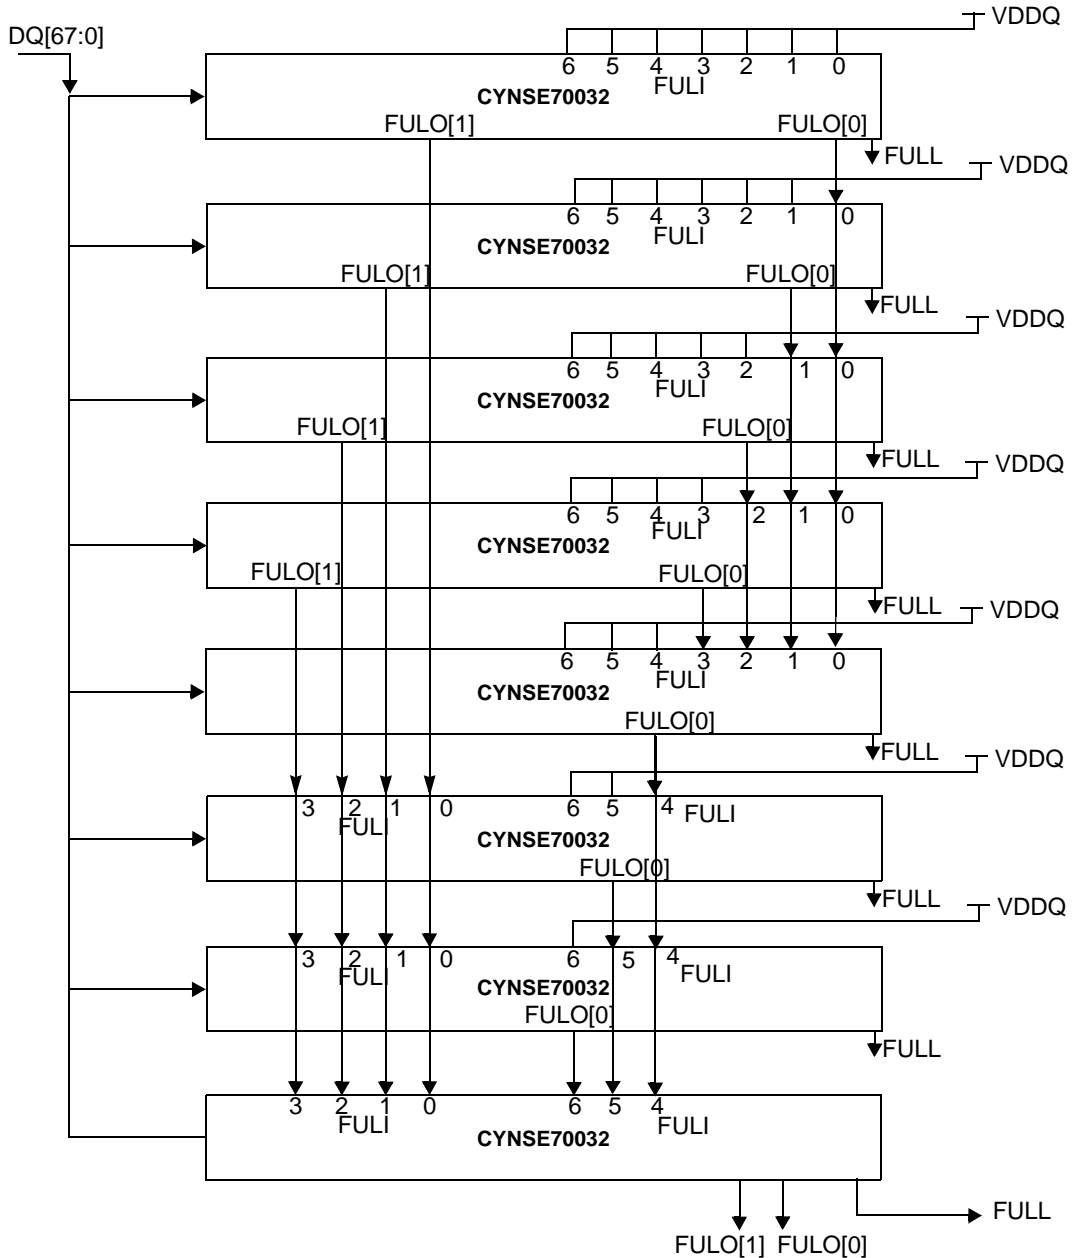 VDDQ
DQ[67:0]
6 5 4 3 2 1 0
FULI
CYNSE70032
FULO[1] FULO[0]
FULL
VDDQ
6 5 4 3 2 1 0
FULI
CYNSE70032
FULO[1] FULO[0]
FULL
VDDQ
6 5 4 3 2 1 0
FULI
CYNSE70032
FULO[1] FULO[0]
FULL
VDDQ
6 5 4 3 2 1 0
FULI
CYNSE70032
FULO[1] FULO[0]
FULL
VDDQ
6 5 4 3 2 1 0
FULI
CYNSE70032
FULO[0]
FULL
VDDQ
3 2 1 0 6 5 4 FULI
FULI
CYNSE70032
FULO[0]
FULL
VDDQ
3 2 1 0 6 5 4
FULI FULI
CYNSE70032
FULO[0]
FULL
3 2 1 0 6 5 4
FULI FULI
CYNSE70032
FULL
FULO[1] FULO[0]